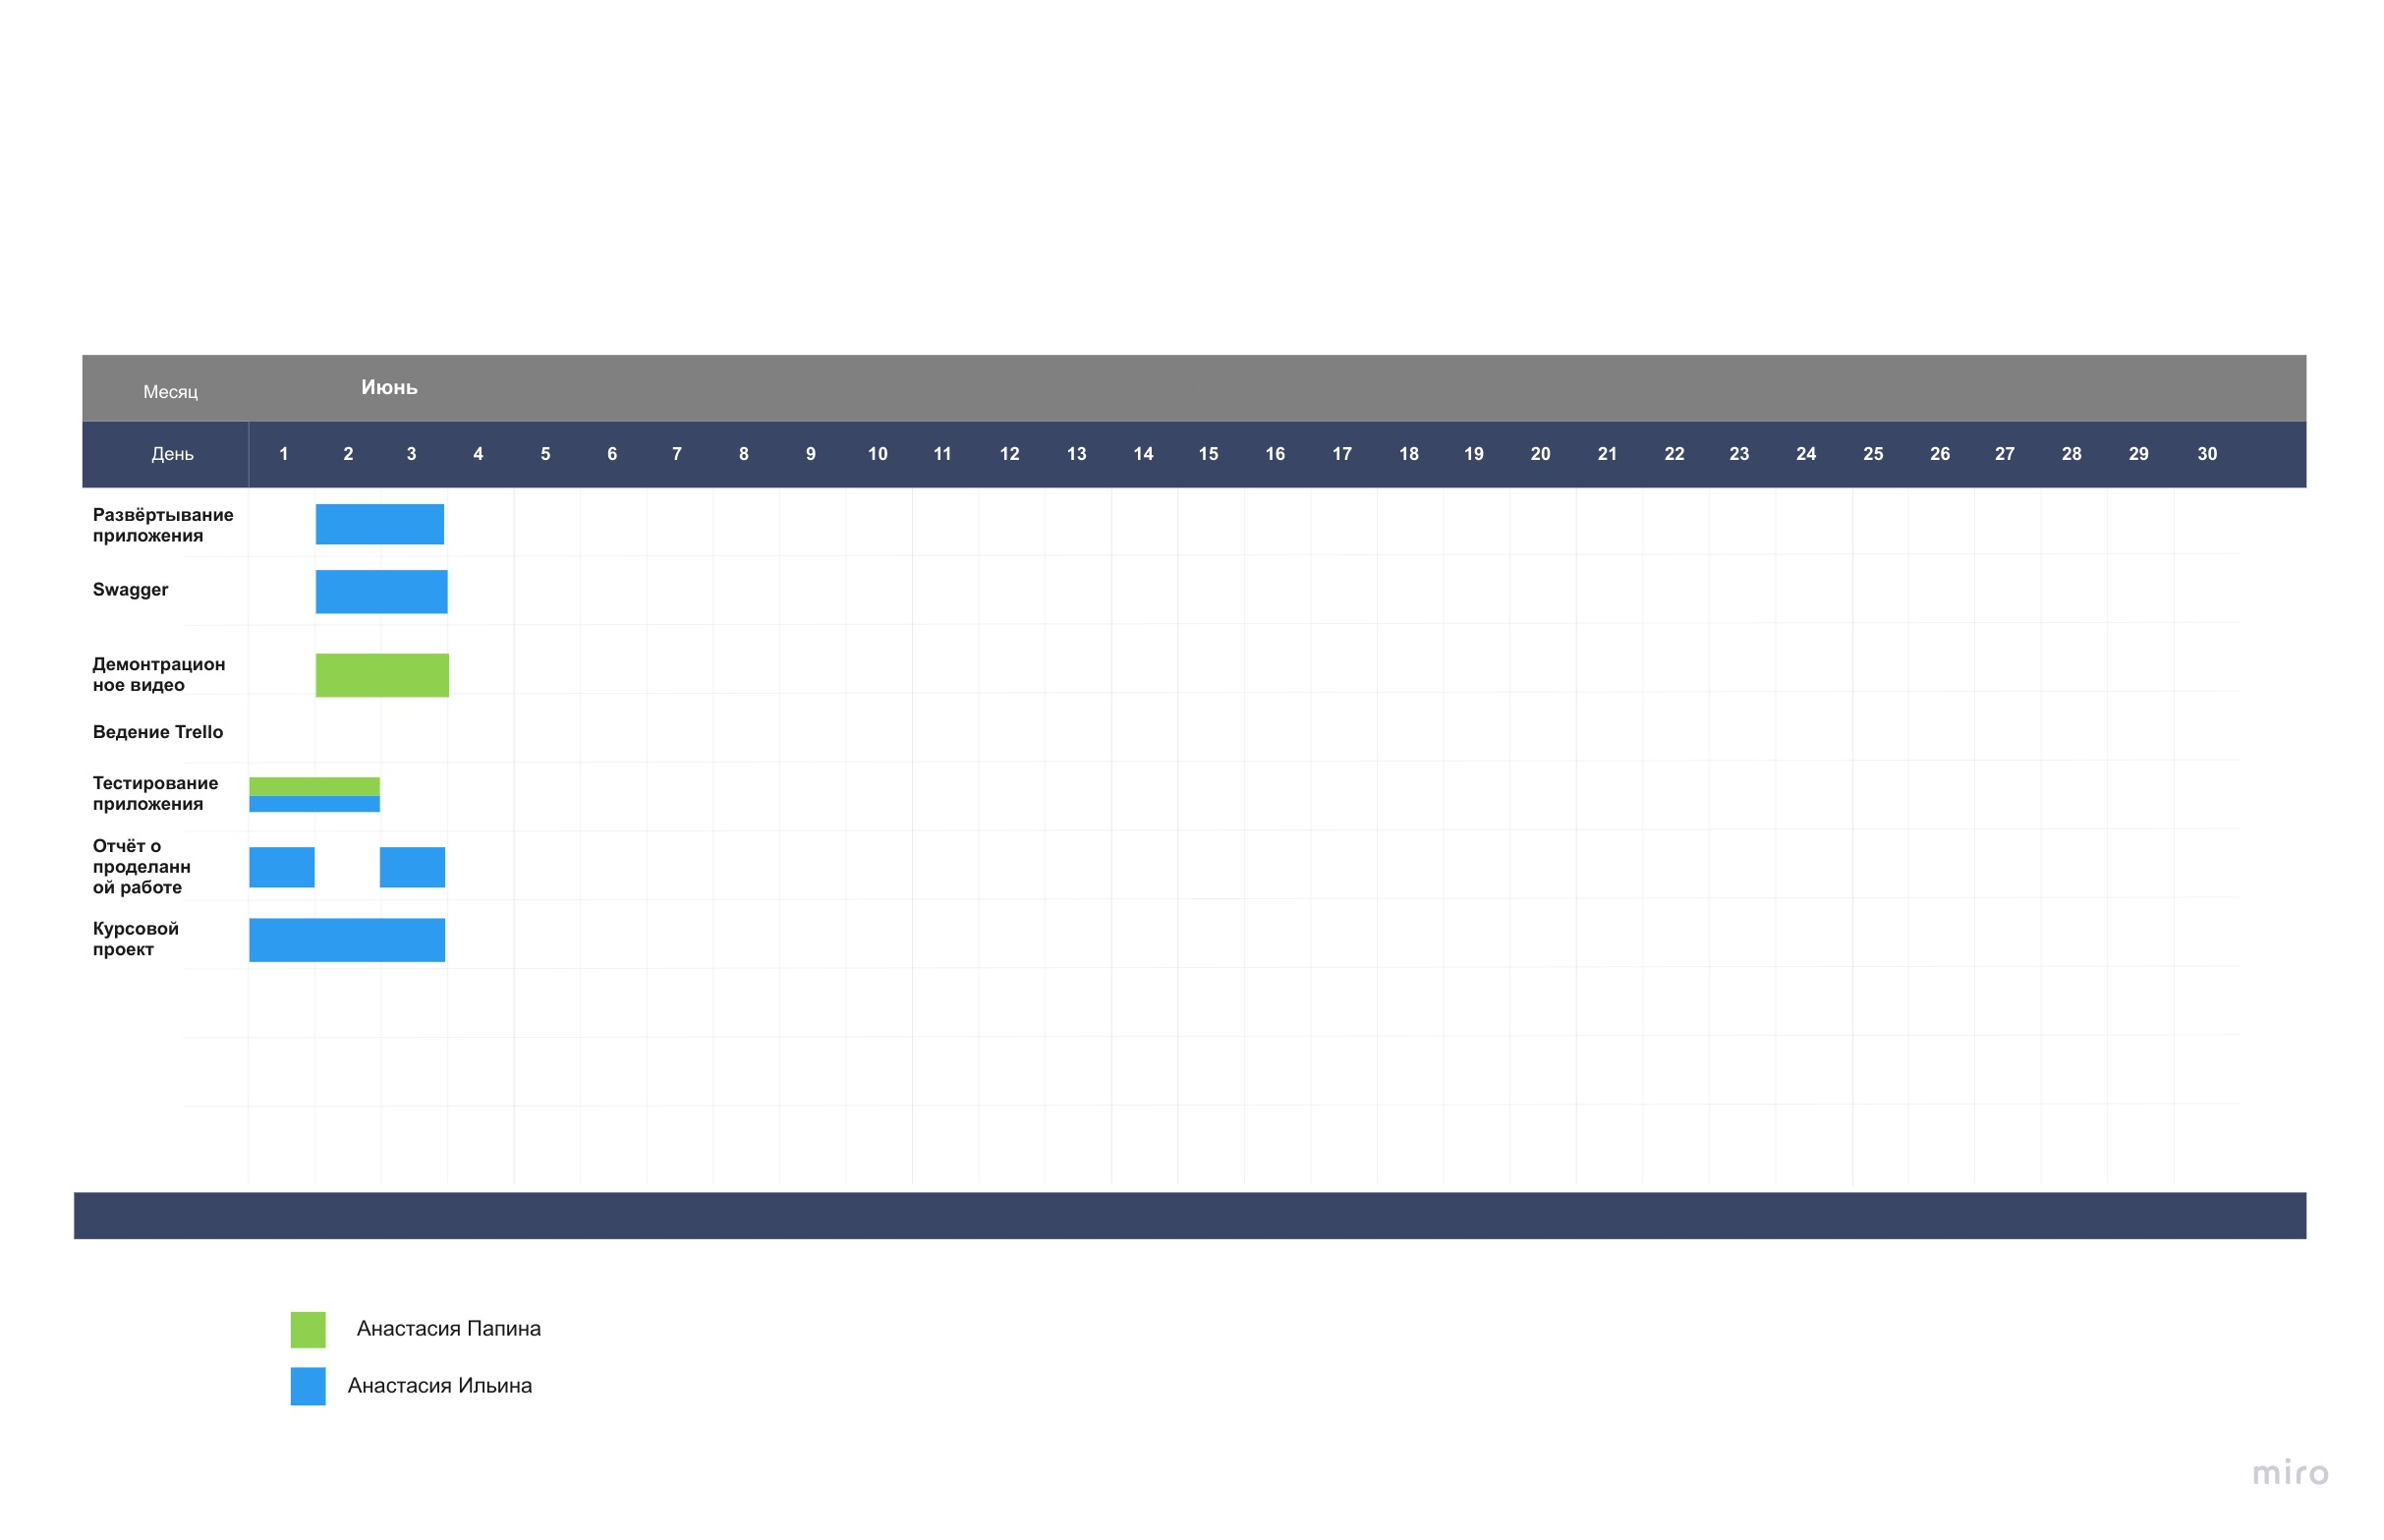 Месяц Июнь
День 1 2 3 4 5 6 7 8 9 10 11 12 13 14 15 16 17 18 19 20 21 22 23 24 25 26 27 28 29 30
Развёртывание
приложения
Swagger
Демонтрацион
ное видео
Ведение Trello
Тестирование
приложения
Отчёт о
проделанн
ой работе
Курсовой
проект
Анастасия Папина
Анастасия Ильина
miro